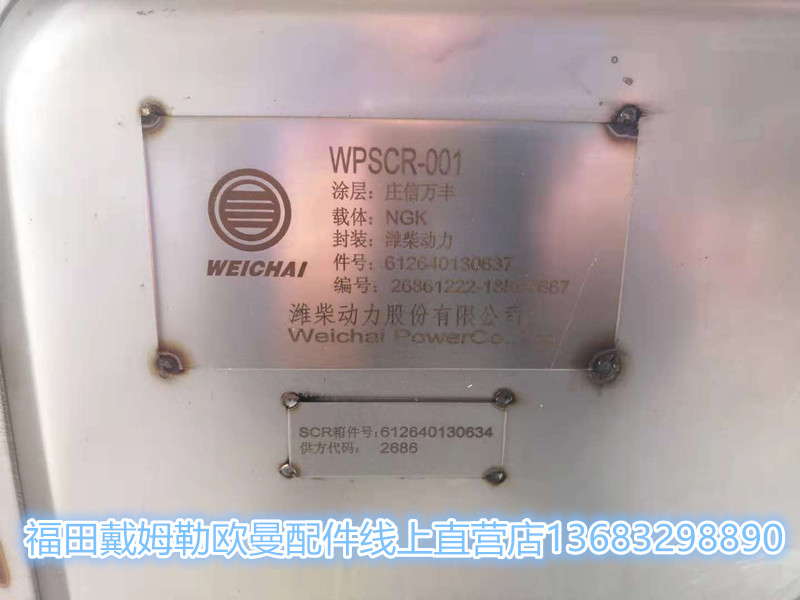 WPSCR-001
涂层：庄信万丰
载体：NGK
WEICHAI
封装：潍柴动力
件号：612640130637
编号：
潍柴动力股份有限公司
Weichai PowerCo.
SCR箱件号:612640130634
供方代码： 2686
福田戴姆勒欧曼配件线上直营店13683298890